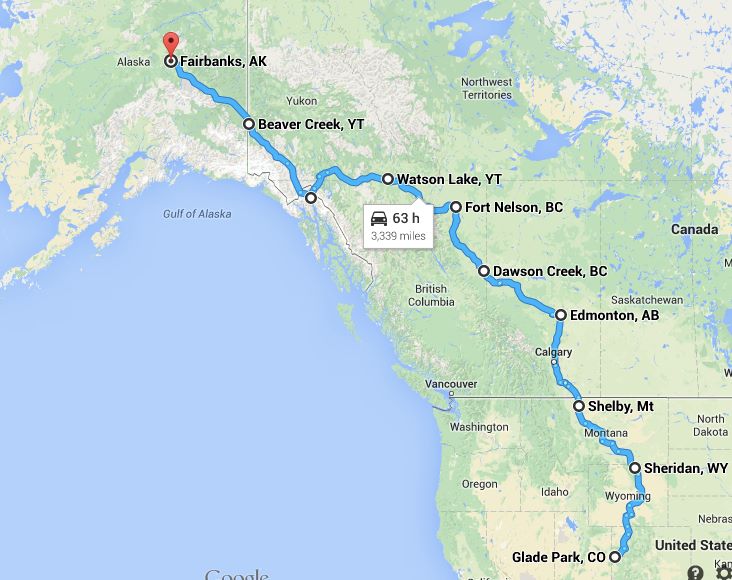 Alaska
Fairbanks, AK
Northwest
Territories
Yukon
Beaver Creek, YT
Watson Lake, YT
Fort Nelson, BC
63 h
3,339 miles
Gulf of Alaska
Canada
Dawson Creek, BC
British
Columbia
Saskatchewan
Edmonton, AB
Calgary
Vancouver
Shelby, Mt
Washington
Montana
North
Dakota
Sheridan, WY
Oregon
Idaho
Wyoming
Nebras
United State
Glade Park, CO
Kan
Google
California
?